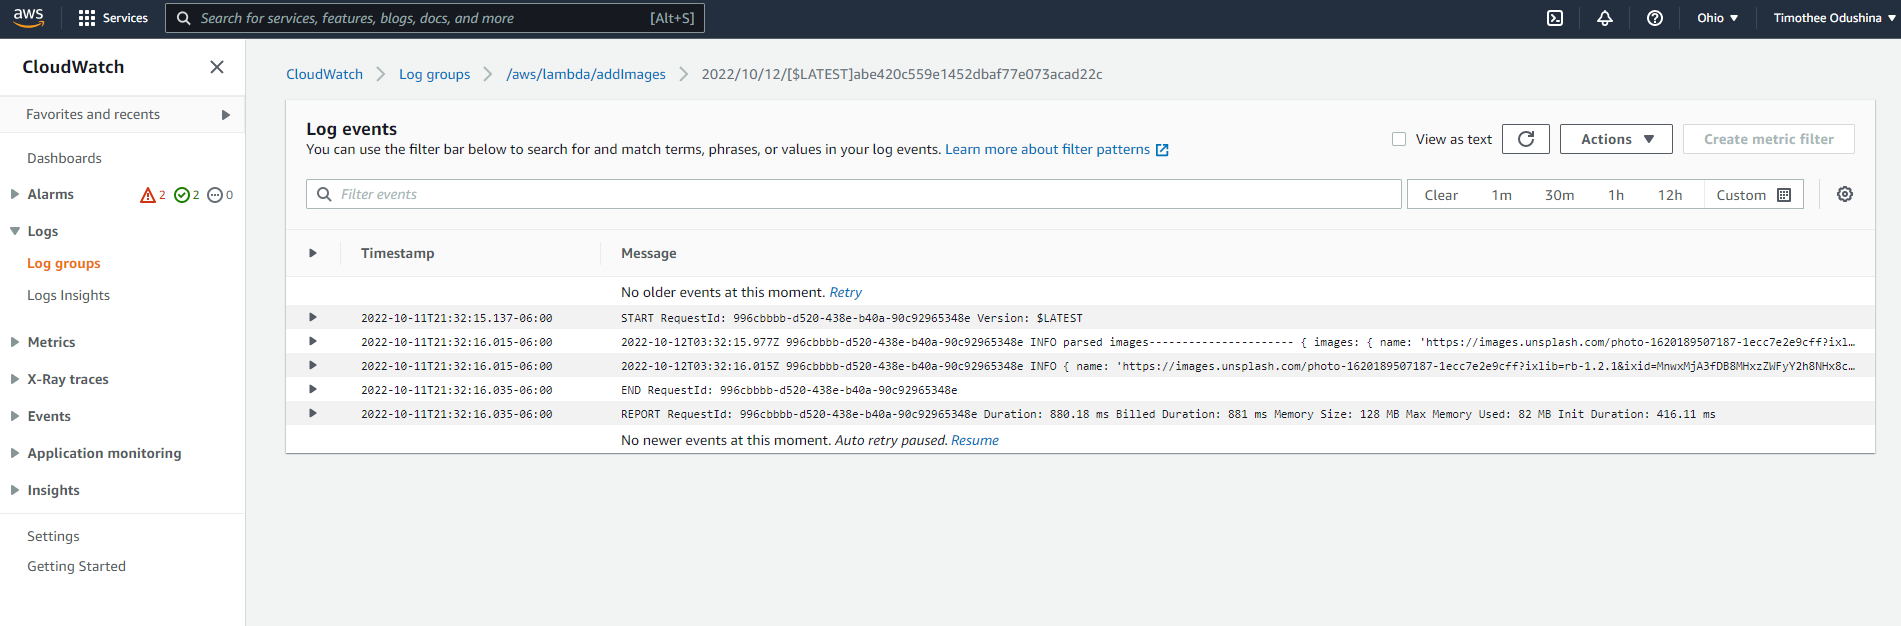 aws Services Search for services, features, blogs, docs, and more [Alt+S] Ohio ▼ Timothee Odushina ▼
CloudWatch
Favorites and recents
Dashboards
Alarms 2 2 0
Logs
Log groups
Logs Insights
Metrics
X-Ray traces
Events
Application monitoring
Insights
Settings
Getting Started
CloudWatch > Log groups > /aws/lambda/addImages > 2022/10/12/[$LATEST]abe420c559e1452dbaf77e073acad22c
Log events
You can use the filter bar below to search for and match terms, phrases, or values in your log events. Learn more about filter patterns
View as text Actions ▼ Create metric filter
Filter events Clear 1m 30m 1h 12h Custom
Timestamp Message
No older events at this moment. Retry
2022-10-11T21:32:15.137-06:00 START RequestId: 996cbbbb-d520-438e-b40a-90c92965348e Version: $LATEST
2022-10-11T21:32:16.015-06:00 2022-10-12T03:32:15.977Z 996cbbbb-d520-438e-b40a-90c92965348e INFO parsed images---------------------- { images: { name: 'https://images.unsplash.com/photo-1620189507187-1ecc7e2e9cff?ixl…
2022-10-11T21:32:16.015-06:00 2022-10-12T03:32:16.015Z 996cbbbb-d520-438e-b40a-90c92965348e INFO { name: 'https://images.unsplash.com/photo-1620189507187-1ecc7e2e9cff?ixlib=rb-1.2.1&ixid=MnwxMjA3fDB8MHxzZWFyY2h8NHx8c…
2022-10-11T21:32:16.035-06:00 END RequestId: 996cbbbb-d520-438e-b40a-90c92965348e
2022-10-11T21:32:16.035-06:00 REPORT RequestId: 996cbbbb-d520-438e-b40a-90c92965348e Duration: 880.18 ms Billed Duration: 881 ms Memory Size: 128 MB Max Memory Used: 82 MB Init Duration: 416.11 ms
No newer events at this moment. Auto retry paused. Resume